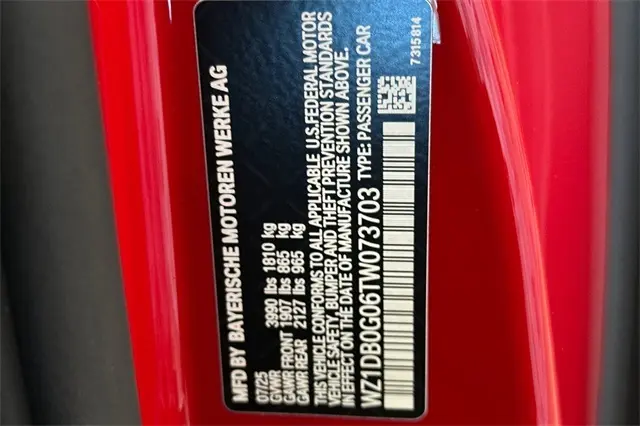 MFD BY BAYERISCHE MOTOREN WERKE AG
07/25
GVWR 3990 lbs 1810 kg
GAWR FRONT 1907 lbs 865 kg
GAWR REAR 2127 lbs 965 kg
THIS VEHICLE CONFORMS TO ALL APPLICABLE U.S.FEDERAL MOTOR
VEHICLE SAFETY, BUMPER AND THEFT PREVENTION STANDARDS
IN EFFECT ON THE DATE OF MANUFACTURE SHOWN ABOVE.
WZ1DB0G06TW073703 TYPE: PASSENGER CAR
7315814